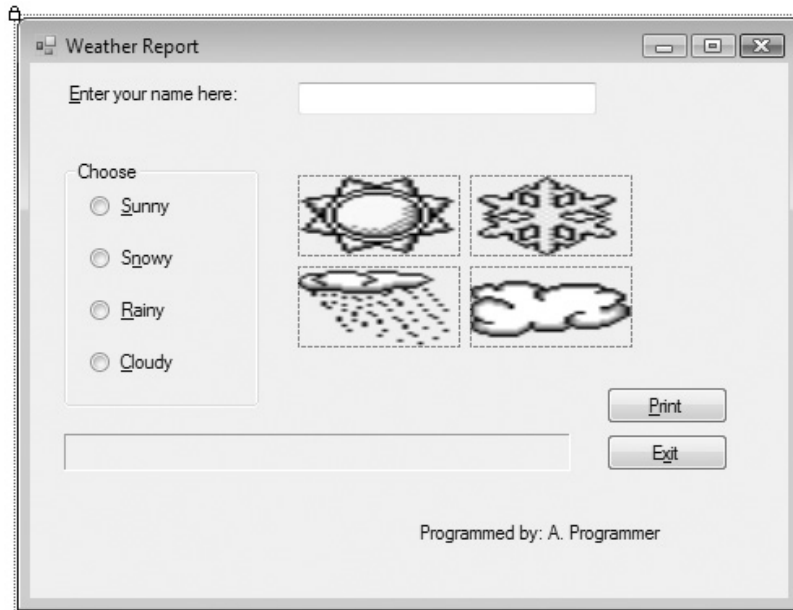 Weather Report
Enter your name here:
Choose
Sunny
Snowy
Rainy
Cloudy
Print
Exit
Programmed by: A. Programmer